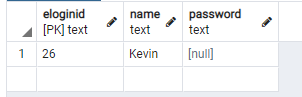 eloginid name password
[PK] text text text
1 26 Kevin [null]